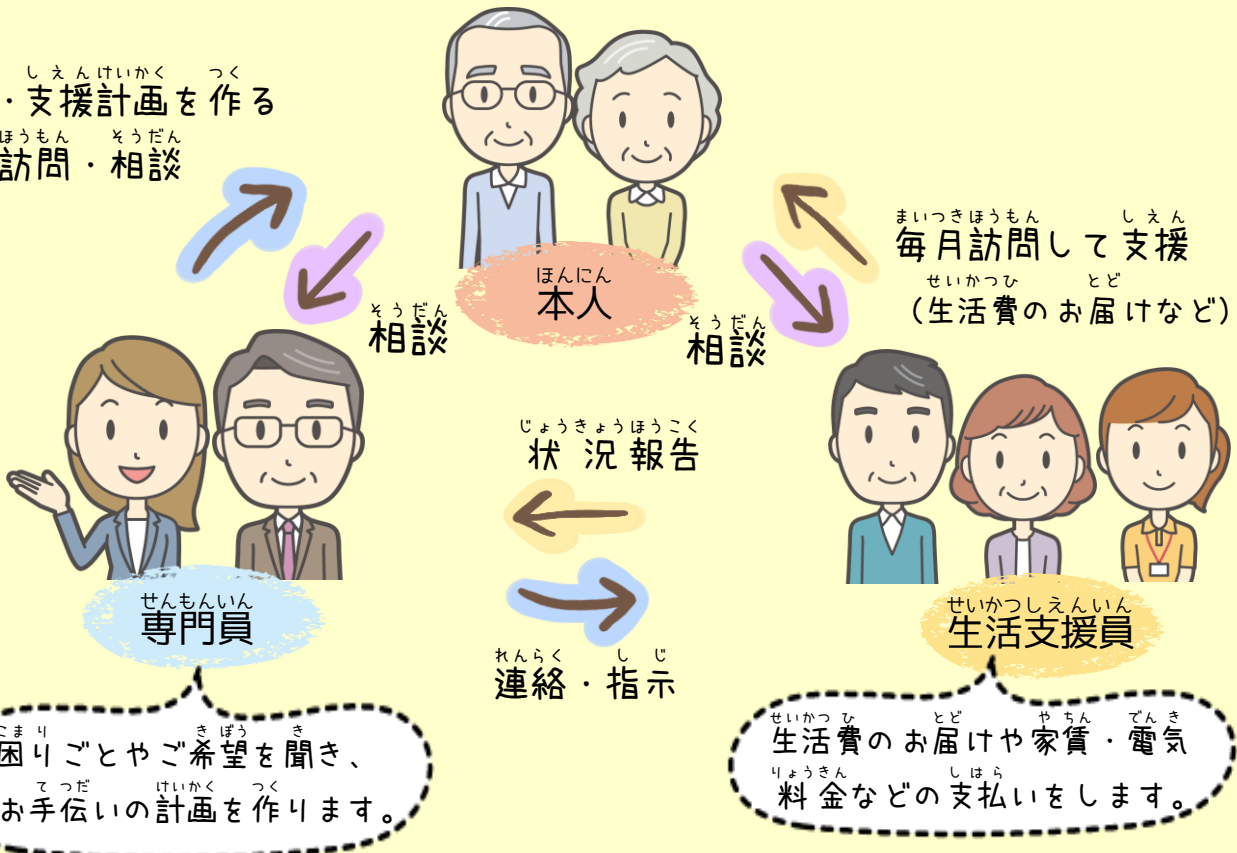 ・支援計画を作る
訪問・相談
本人
毎月訪問して支援
(生活費のお届けなど)
相談
相談
状況報告
連絡・指示
専門員
生活支援員
困りごとやご希望を聞き、
お手伝いの計画を作ります。
生活費のお届けや家賃・電気
料金などの支払いをします。